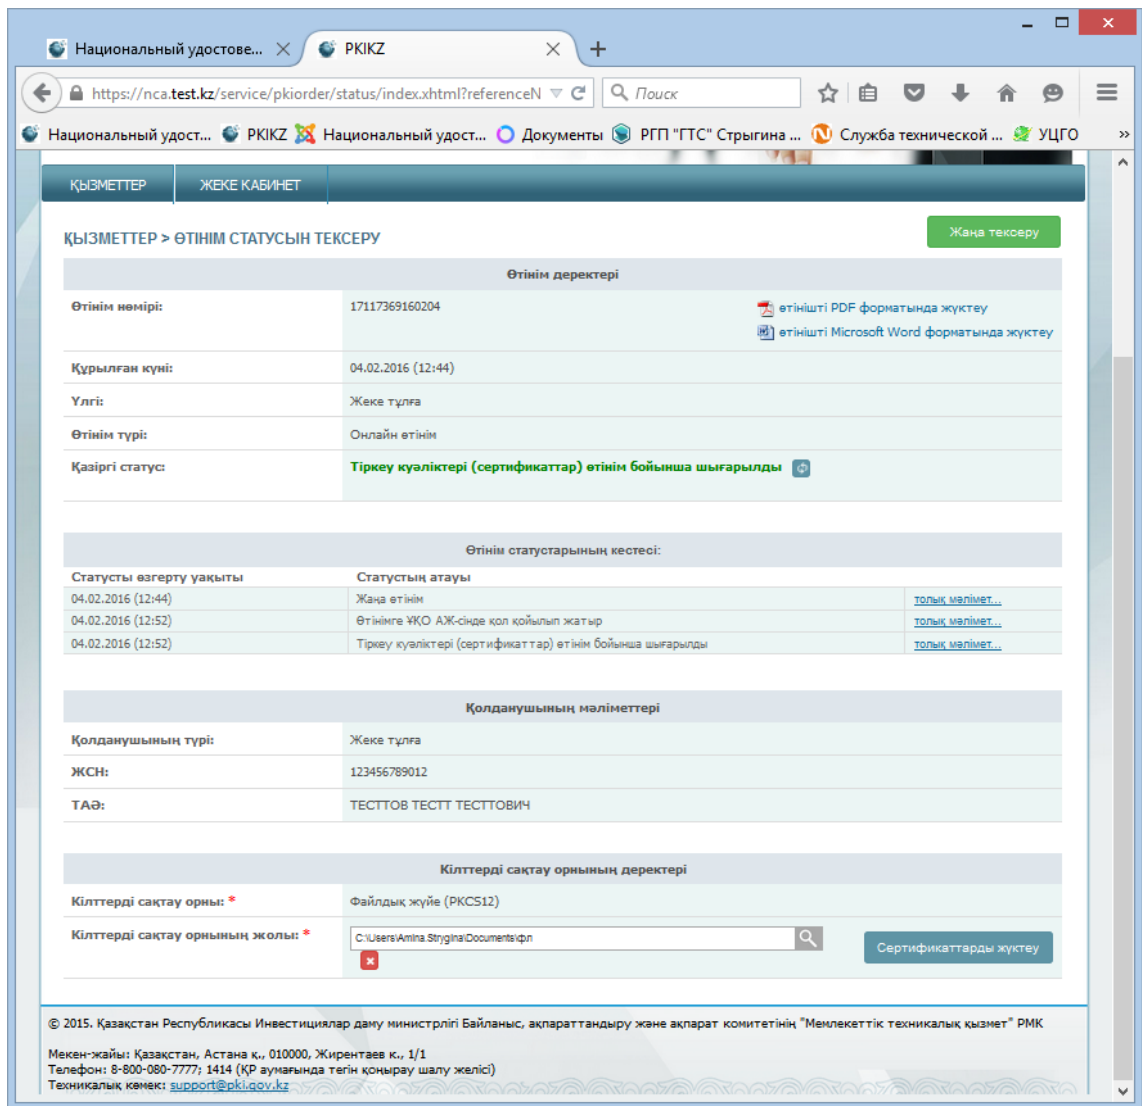 Национальный удостове...
PKIKZ
https://nca.test.kz/service/pkiorder/status/index.xhtml?referenceN
Поиск
Национальный удост... PKIKZ Национальный удост... Документы РГП "ГТС" Стрыгина ... Служба технической ... УЦГО »
ҚЫЗМЕТТЕР ЖЕКЕ КАБИНЕТ
ҚЫЗМЕТТЕР > ӨТІНІМ СТАТУСЫН ТЕКСЕРУ
Жаңа тексеру
Өтінім деректері
Өтінім нөмірі: 17117369160204 өтінішті PDF форматында жүктеу
өтінішті Microsoft Word форматында жүктеу
Құрылған күні: 04.02.2016 (12:44)
Үлгі: Жеке тұлға
Өтінім түрі: Онлайн өтінім
Қазіргі статус: Тіркеу куәліктері (сертификаттар) өтінім бойынша шығарылды
Өтінім статустарының кестесі:
Статусты өзгерту уақыты Статустың атауы
04.02.2016 (12:44) Жаңа өтінім толық мәлімет...
04.02.2016 (12:52) Өтінімге ҰҚО АЖ-сінде қол қойылып жатыр толық мәлімет...
04.02.2016 (12:52) Тіркеу куәліктері (сертификаттар) өтінім бойынша шығарылды толық мәлімет...
Қолданушының мәліметтері
Қолданушының түрі: Жеке тұлға
ЖСН: 123456789012
ТАӘ: ТЕСТТОВ ТЕСТТ ТЕСТТОВИЧ
Кілттерді сақтау орнының деректері
Кілттерді сақтау орны: * Файлдық жүйе (PKCS12)
Кілттерді сақтау орнының жолы: * C:\Users\Amina.Strygina\Documents\фл
Сертификаттарды жүктеу
© 2015. Қазақстан Республикасы Инвестициялар даму министрлігі Байланыс, ақпараттандыру және ақпарат комитетінің "Мемлекеттік техникалық қызмет" РМК
Мекен-жайы: Қазақстан, Астана қ., 010000, Жирентаев к., 1/1
Телефон: 8-800-080-7777; 1414 (ҚР аумағында тегін қоңырау шалу желісі)
Техникалық көмек: support@pki.gov.kz